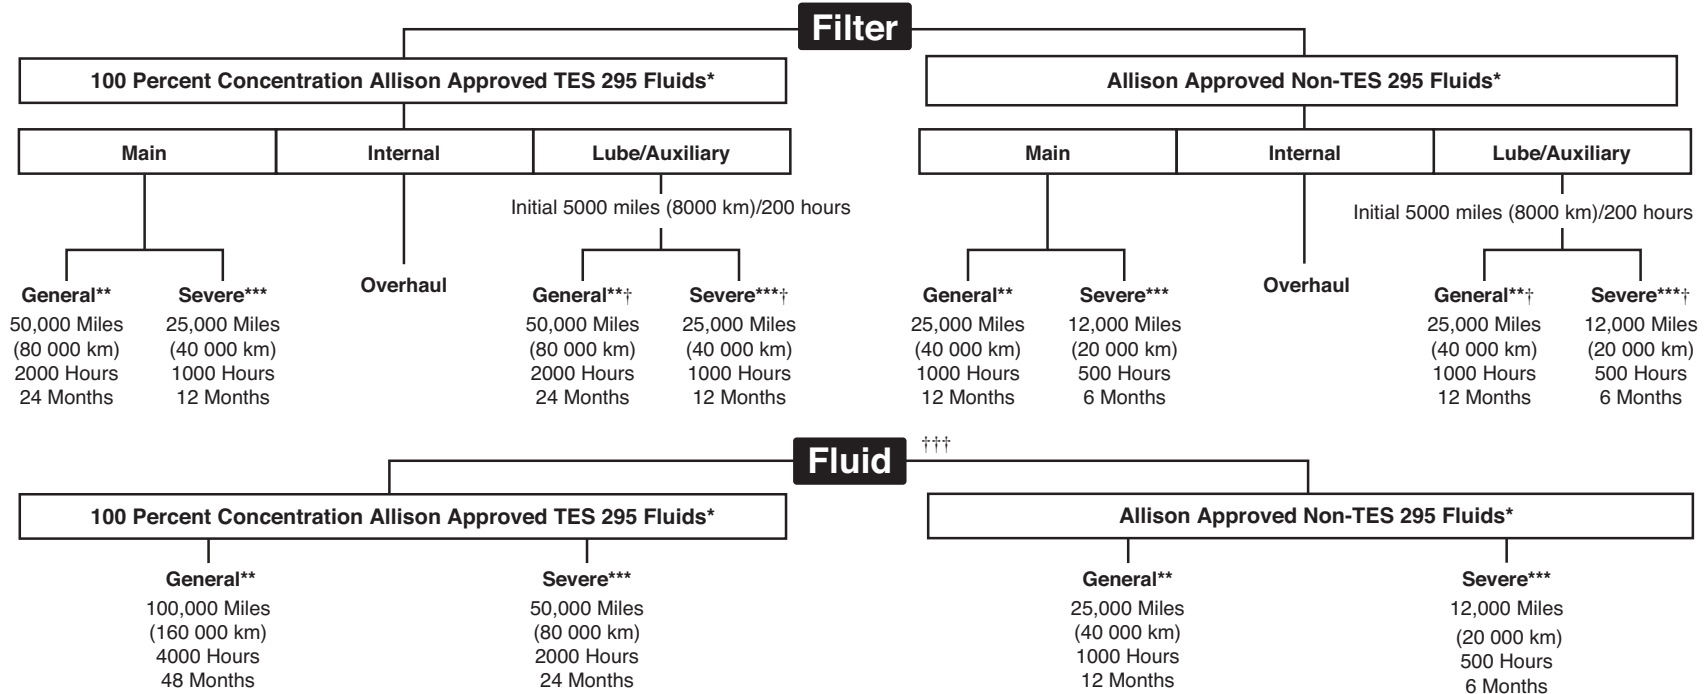 Filter
100 Percent Concentration Allison Approved TES 295 Fluids*
Main
Internal
Lube/Auxiliary
Initial 5000 miles (8000 km)/200 hours
General**
50,000 Miles
(80 000 km)
2000 Hours
24 Months
Severe***
25,000 Miles
(40 000 km)
1000 Hours
12 Months
Overhaul
General**†
50,000 Miles
(80 000 km)
2000 Hours
24 Months
Severe***†
25,000 Miles
(40 000 km)
1000 Hours
12 Months
Allison Approved Non-TES 295 Fluids*
Main
Internal
Lube/Auxiliary
Initial 5000 miles (8000 km)/200 hours
General**
25,000 Miles
(40 000 km)
1000 Hours
12 Months
Severe***
12,000 Miles
(20 000 km)
500 Hours
6 Months
Overhaul
General**†
25,000 Miles
(40 000 km)
1000 Hours
12 Months
Severe***†
12,000 Miles
(20 000 km)
500 Hours
6 Months
Fluid †††
100 Percent Concentration Allison Approved TES 295 Fluids*
General**
100,000 Miles
(160 000 km)
4000 Hours
48 Months
Severe***
50,000 Miles
(80 000 km)
2000 Hours
24 Months
Allison Approved Non-TES 295 Fluids*
General**
25,000 Miles
(40 000 km)
1000 Hours
12 Months
Severe***
12,000 Miles
(20 000 km)
500 Hours
6 Months